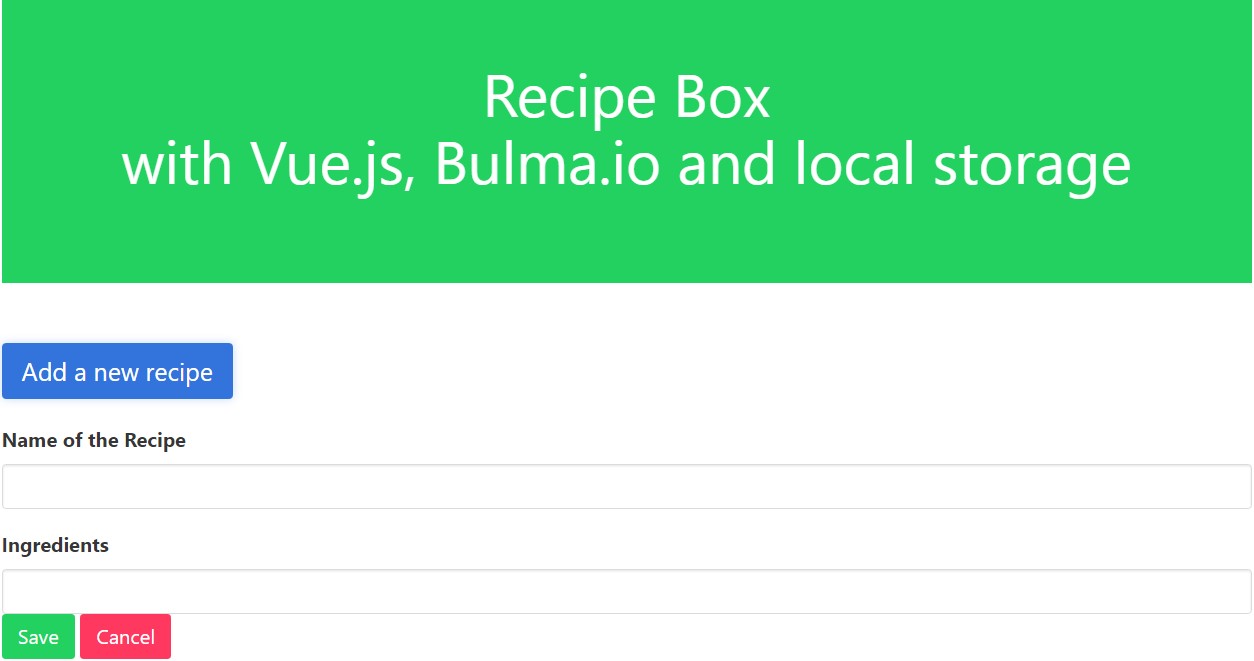 Recipe Box
with Vue.js, Bulma.io and local storage
Add a new recipe
Name of the Recipe
Ingredients
Save Cancel